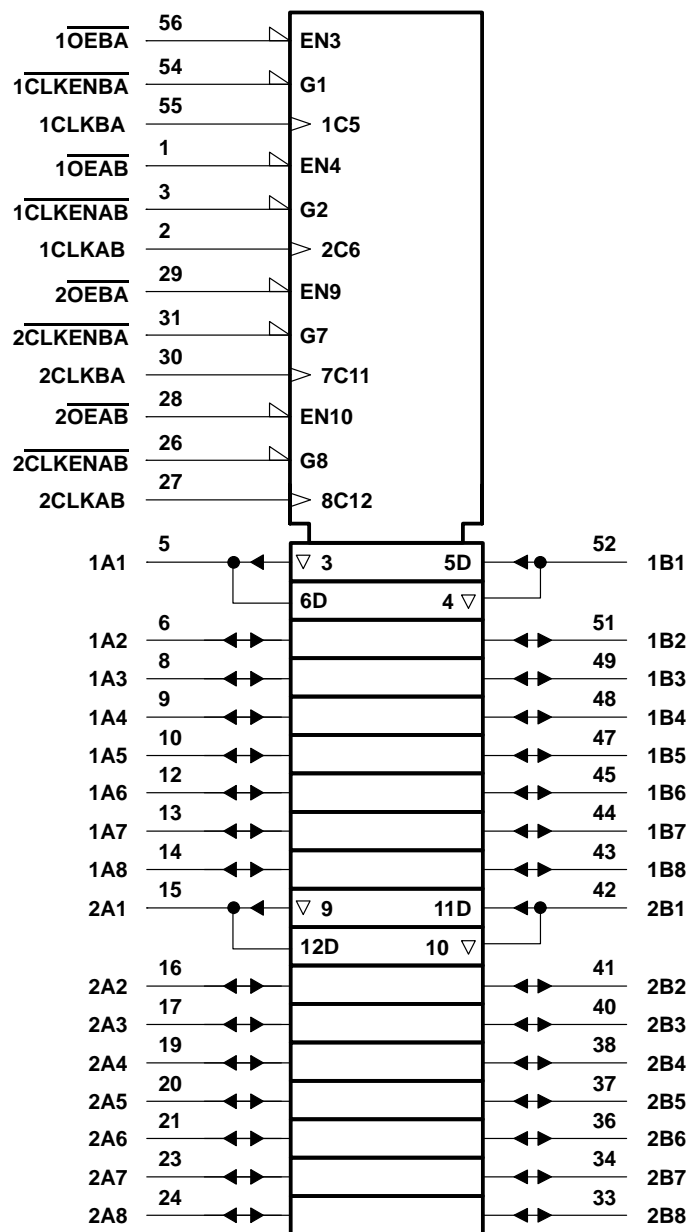 56
1OEBA EN3
54
1CLKENBA G1
55
1CLKBA 1C5
1
1OEAB EN4
3
1CLKENAB G2
2
1CLKAB 2C6
29
2OEBA EN9
31
2CLKENBA G7
30
2CLKBA 7C11
28
2OEAB EN10
26
2CLKENAB G8
27
2CLKAB 8C12
5 52
1A1 3 5D 1B1
6D 4
6 51
1A2 1B2
8 49
1A3 1B3
9 48
1A4 1B4
10 47
1A5 1B5
12 45
1A6 1B6
13 44
1A7 1B7
14 43
1A8 1B8
15 42
2A1 9 11D 2B1
12D 10
16 41
2A2 2B2
17 40
2A3 2B3
19 38
2A4 2B4
20 37
2A5 2B5
21 36
2A6 2B6
23 34
2A7 2B7
24 33
2A8 2B8